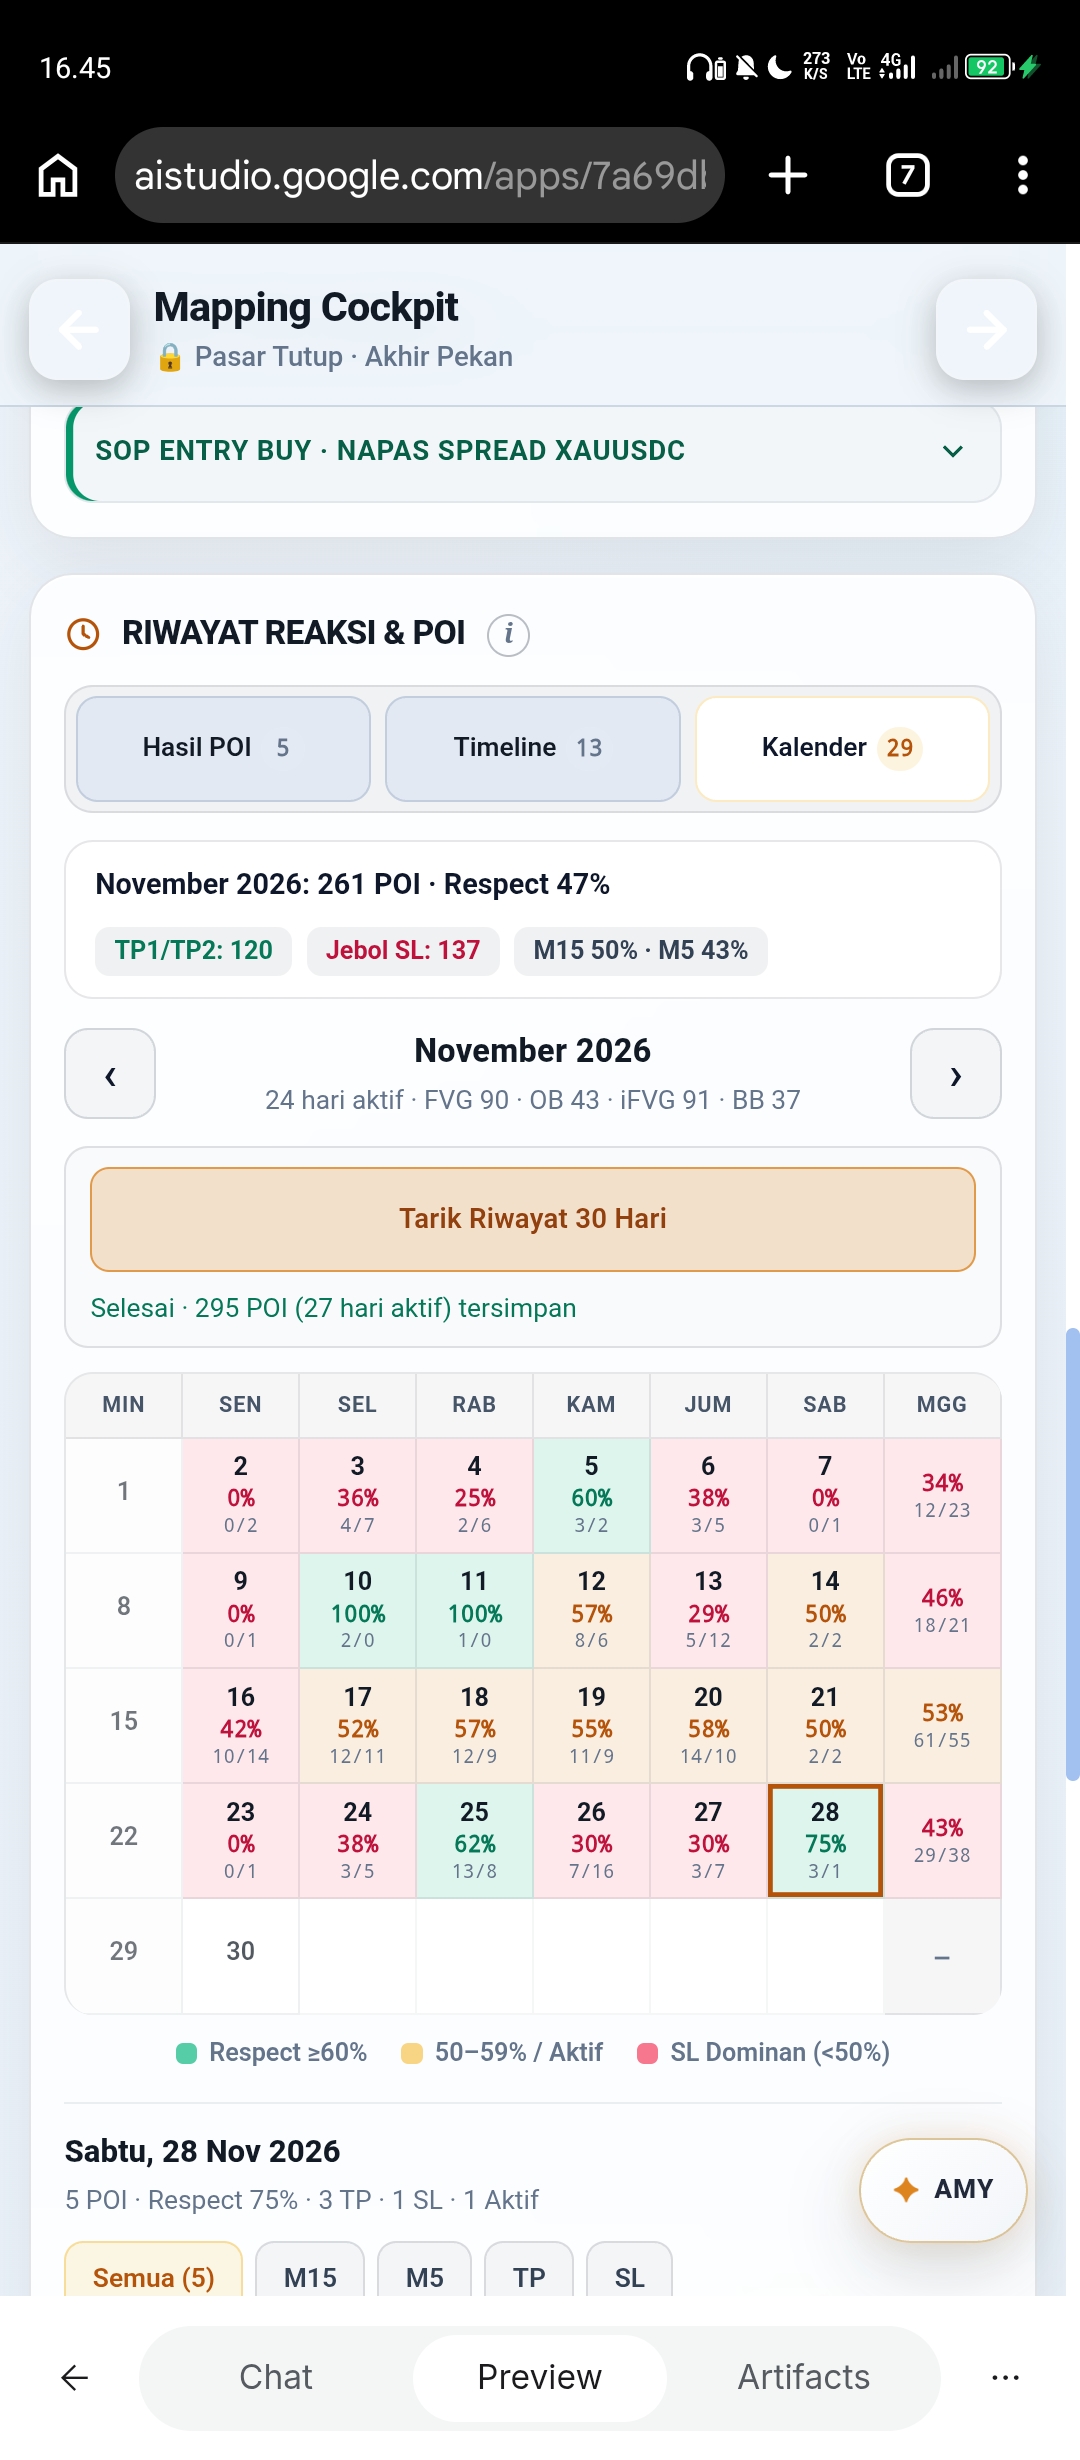 16.45
273 K/S Vo LTE 4G 92
aistudio.google.com/apps/7a69d
7
Mapping Cockpit
🔒 Pasar Tutup · Akhir Pekan
SOP ENTRY BUY · NAPAS SPREAD XAUUSDC
RIWAYAT REAKSI & POI i
Hasil POI 5
Timeline 13
Kalender 29
November 2026: 261 POI · Respect 47%
TP1/TP2: 120
Jebol SL: 137
M15 50% · M5 43%
‹
November 2026
›
24 hari aktif · FVG 90 · OB 43 · iFVG 91 · BB 37
Tarik Riwayat 30 Hari
Selesai · 295 POI (27 hari aktif) tersimpan
MIN SEN SEL RAB KAM JUM SAB MGG
1
2 0% 0/2
3 36% 4/7
4 25% 2/6
5 60% 3/2
6 38% 3/5
7 0% 0/1
34% 12/23
8
9 0% 0/1
10 100% 2/0
11 100% 1/0
12 57% 8/6
13 29% 5/12
14 50% 2/2
46% 18/21
15
16 42% 10/14
17 52% 12/11
18 57% 12/9
19 55% 11/9
20 58% 14/10
21 50% 2/2
53% 61/55
22
23 0% 0/1
24 38% 3/5
25 62% 13/8
26 30% 7/16
27 30% 3/7
28 75% 3/1
43% 29/38
29
30
–
Respect ≥60%
50–59% / Aktif
SL Dominan (<50%)
Sabtu, 28 Nov 2026
5 POI · Respect 75% · 3 TP · 1 SL · 1 Aktif
AMY
Semua (5)
M15
M5
TP
SL
Chat
Preview
Artifacts